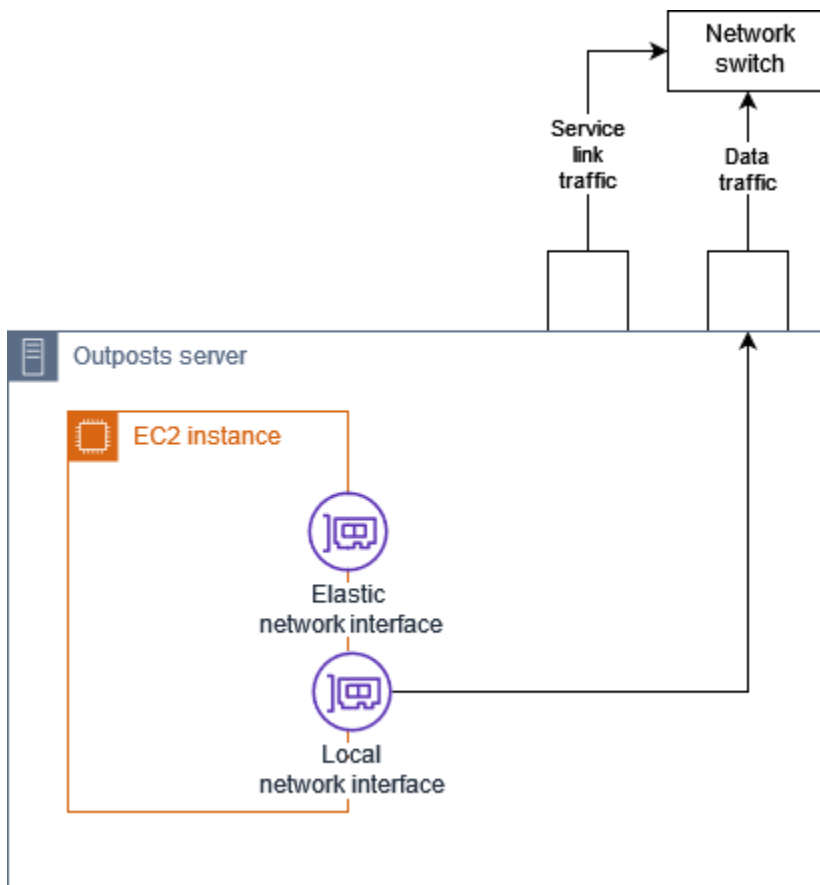 Network
switch
Service
link
traffic
Data
traffic
Outposts server
EC2 instance
Elastic
network interface
Local
network interface